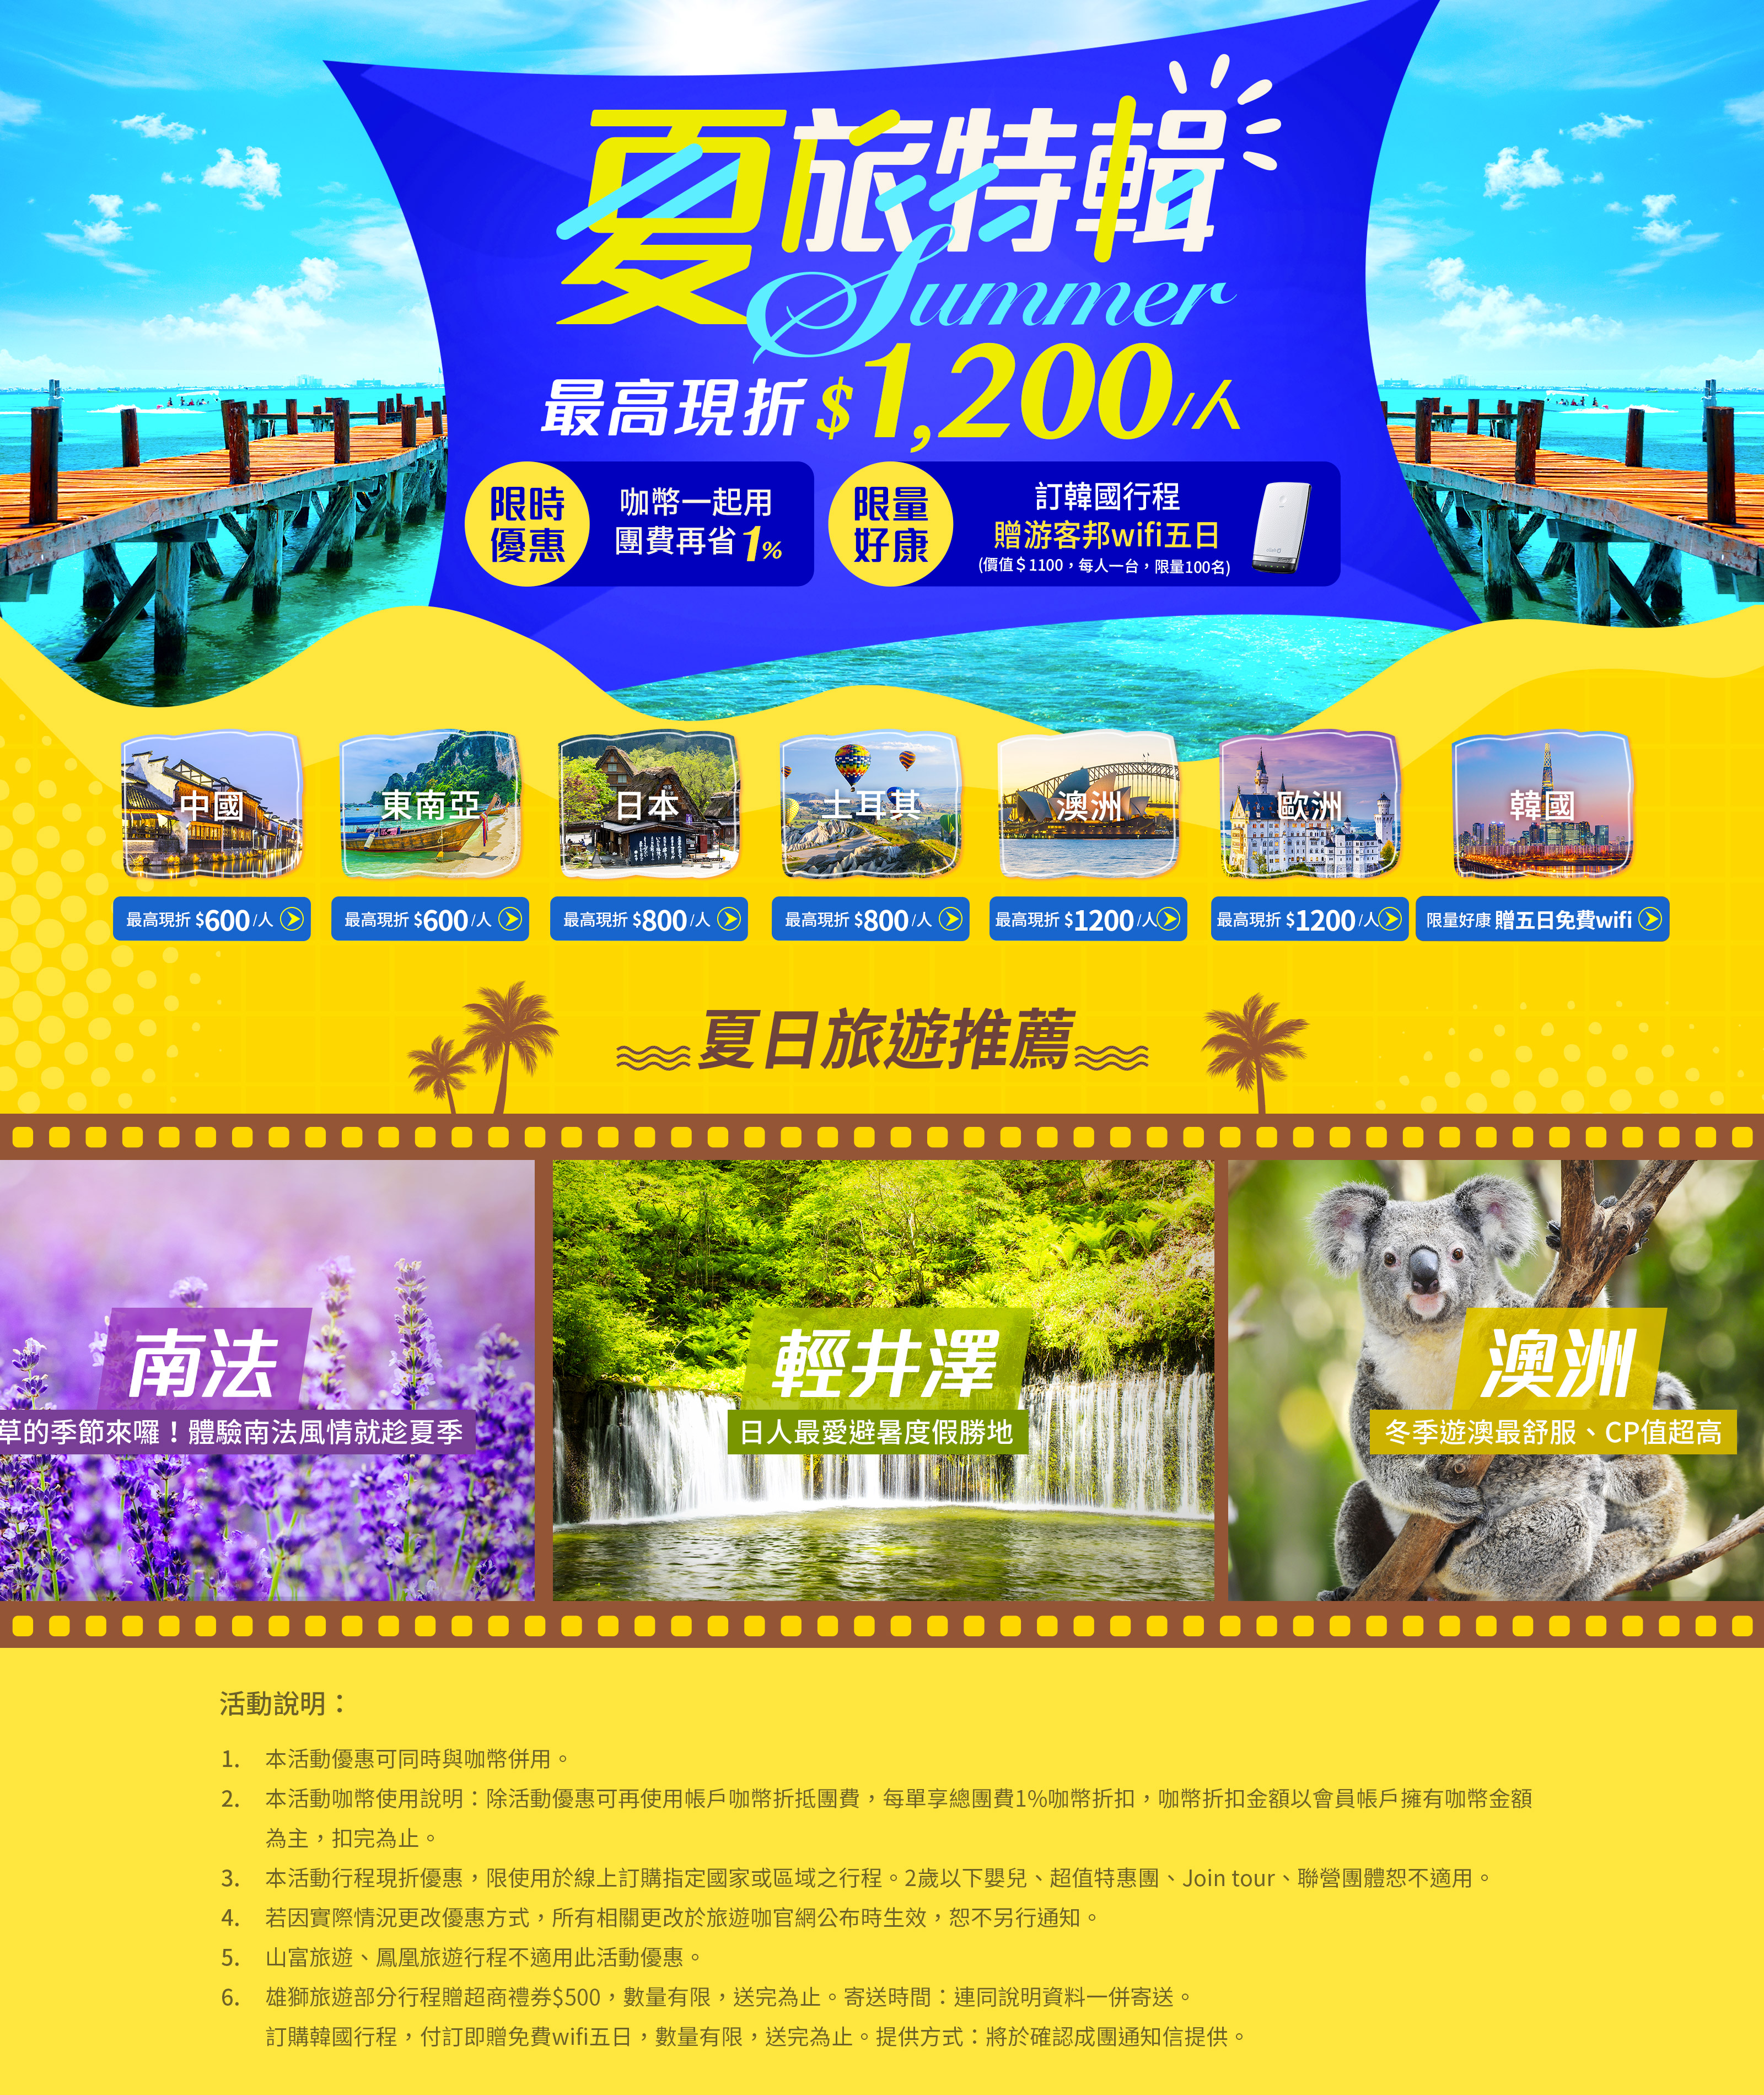 夏旅特輯
Summer
最高現折$1,200/人
限時
優惠
咖幣一起用
團費再省1%
限量
好康
訂韓國行程
贈游客邦wifi五日
(價值$1100,每人一台,限量100名)
中國
東南亞
日本
土耳其
澳洲
歐洲
韓國
最高現折 $600/人
最高現折 $600/人
最高現折 $800/人
最高現折 $800/人
最高現折 $1200/人
最高現折 $1200/人
限量好康 贈五日免費wifi
夏日旅遊推薦
南法
草的季節來囉!體驗南法風情就趁夏季
輕井澤
日人最愛避暑度假勝地
澳洲
冬季遊澳最舒服、CP值超高
活動說明:
1. 本活動優惠可同時與咖幣併用。
2. 本活動咖幣使用說明:除活動優惠可再使用帳戶咖幣折抵團費,每單享總團費1%咖幣折扣,咖幣折扣金額以會員帳戶擁有咖幣金額
為主,扣完為止。
3. 本活動行程現折優惠,限使用於線上訂購指定國家或區域之行程。2歲以下嬰兒、超值特惠團、Join tour、聯營團體恕不適用。
4. 若因實際情況更改優惠方式,所有相關更改於旅遊咖官網公布時生效,恕不另行通知。
5. 山富旅遊、鳳凰旅遊行程不適用此活動優惠。
6. 雄獅旅遊部分行程贈超商禮券$500,數量有限,送完為止。寄送時間:連同說明資料一併寄送。
訂購韓國行程,付訂即贈免費wifi五日,數量有限,送完為止。提供方式:將於確認成團通知信提供。